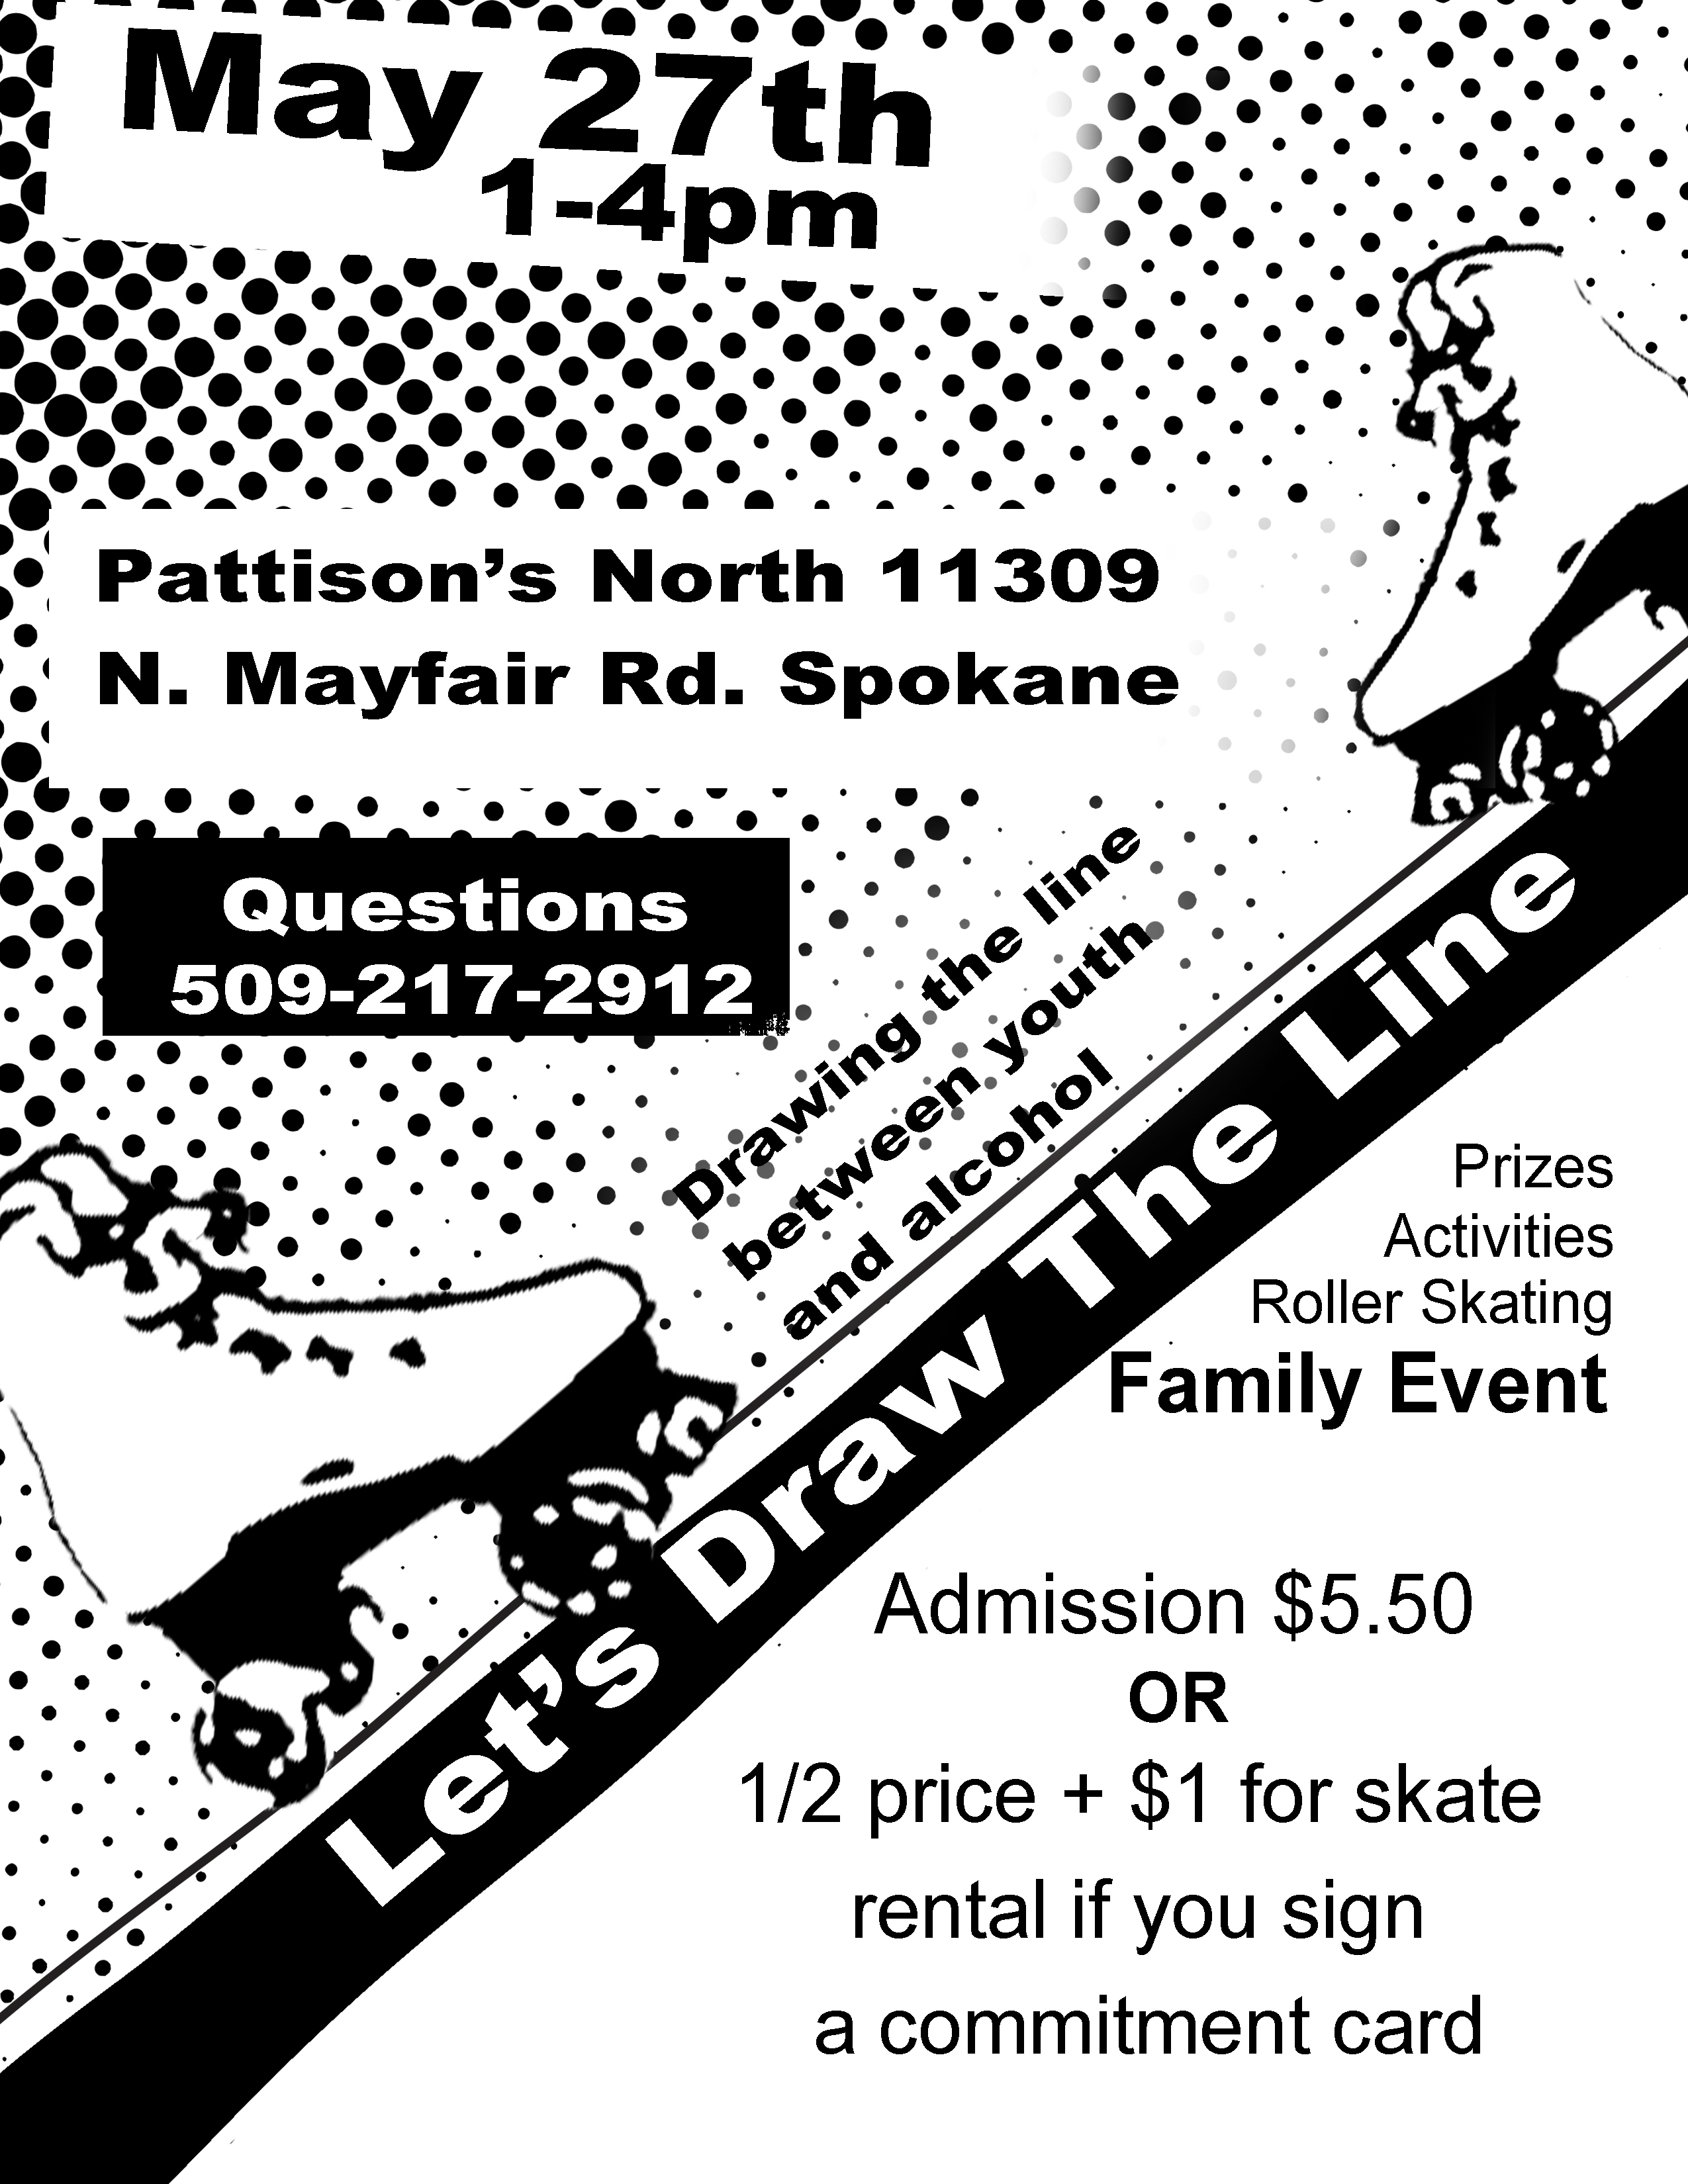 May 27th
1-4pm
Pattison’s North 11309
N. Mayfair Rd. Spokane
Questions
509-217-2912
Drawing the line
between youth
and alcohol
Let’s Draw The Line
Prizes
Activities
Roller Skating
Family Event
Admission $5.50
OR
1/2 price + $1 for skate
rental if you sign
a commitment card